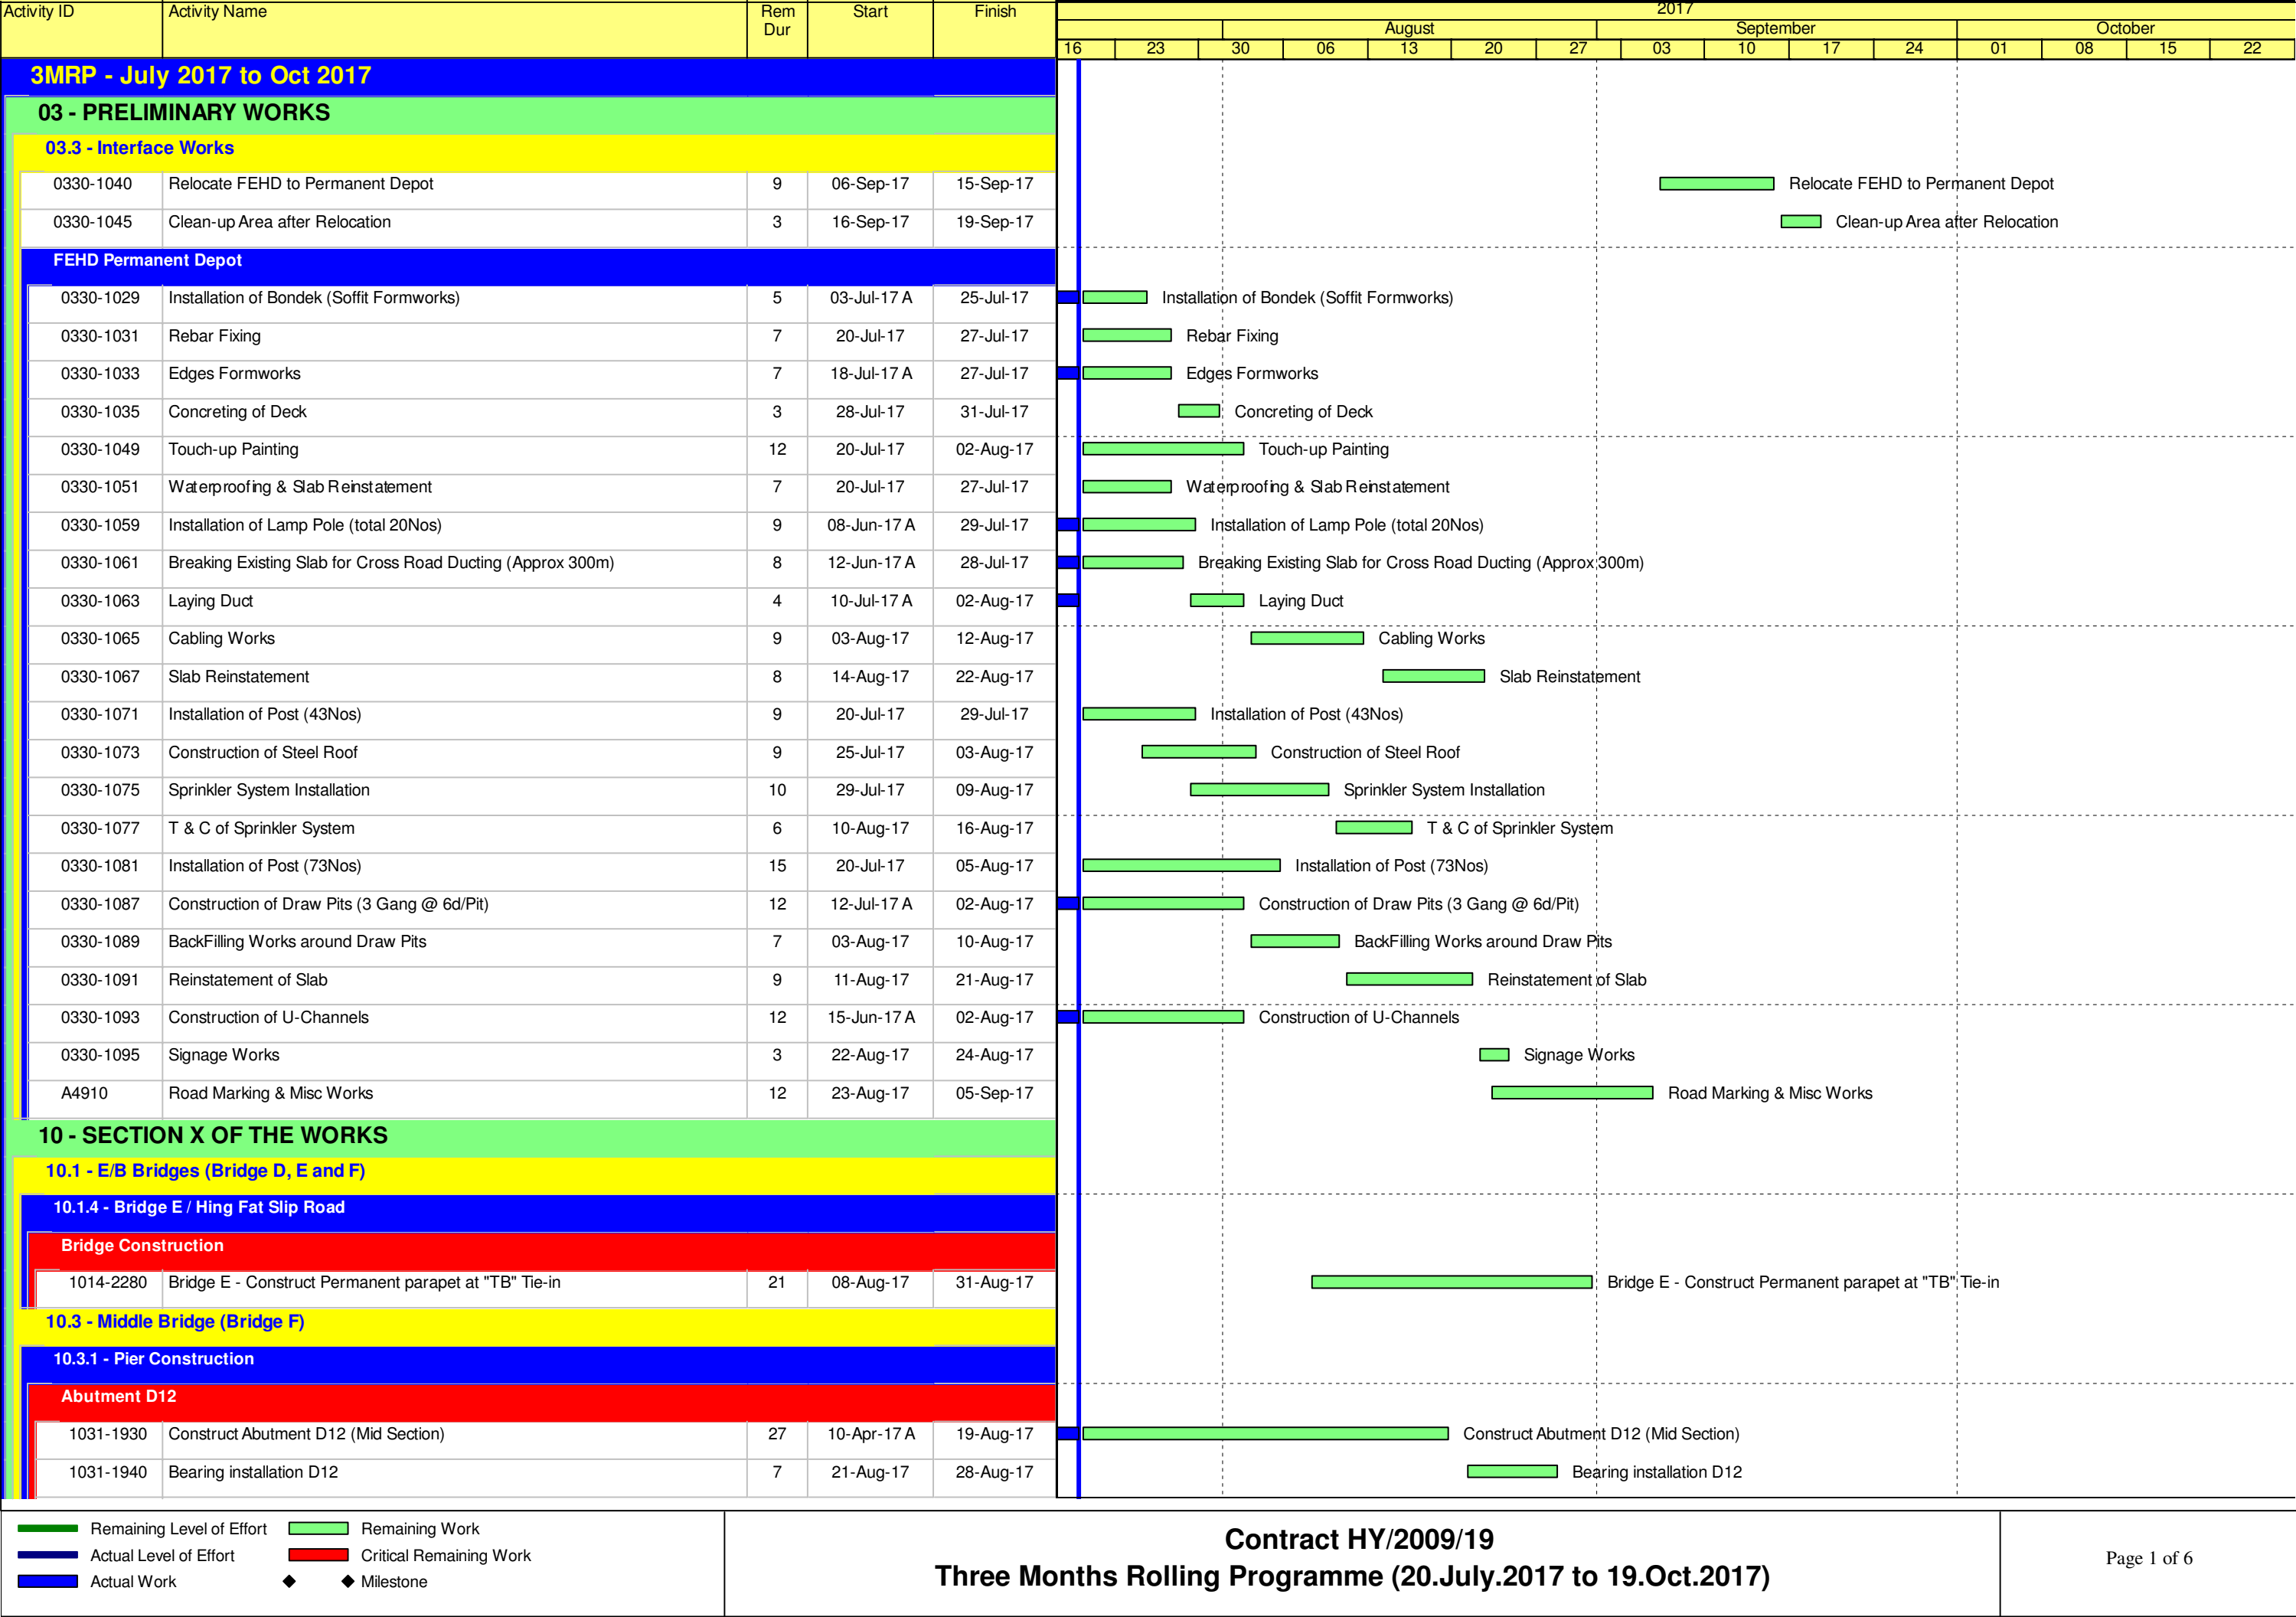 Activity ID Activity Name Rem Dur Start Finish 2017
August September October
16 23 30 06 13 20 27 03 10 17 24 01 08 15 22
3MRP - July 2017 to Oct 2017
03 - PRELIMINARY WORKS
03.3 - Interface Works
0330-1040 Relocate FEHD to Permanent Depot 9 06-Sep-17 15-Sep-17 Relocate FEHD to Permanent Depot
0330-1045 Clean-up Area after Relocation 3 16-Sep-17 19-Sep-17 Clean-up Area after Relocation
FEHD Permanent Depot
0330-1029 Installation of Bondek (Soffit Formworks) 5 03-Jul-17 A 25-Jul-17 Installation of Bondek (Soffit Formworks)
0330-1031 Rebar Fixing 7 20-Jul-17 27-Jul-17 Rebar Fixing
0330-1033 Edges Formworks 7 18-Jul-17 A 27-Jul-17 Edges Formworks
0330-1035 Concreting of Deck 3 28-Jul-17 31-Jul-17 Concreting of Deck
0330-1049 Touch-up Painting 12 20-Jul-17 02-Aug-17 Touch-up Painting
0330-1051 Waterproofing & Slab Reinstatement 7 20-Jul-17 27-Jul-17 Waterproofing & Slab Reinstatement
0330-1059 Installation of Lamp Pole (total 20Nos) 9 08-Jun-17 A 29-Jul-17 Installation of Lamp Pole (total 20Nos)
0330-1061 Breaking Existing Slab for Cross Road Ducting (Approx 300m) 8 12-Jun-17 A 28-Jul-17 Breaking Existing Slab for Cross Road Ducting (Approx 300m)
0330-1063 Laying Duct 4 10-Jul-17 A 02-Aug-17 Laying Duct
0330-1065 Cabling Works 9 03-Aug-17 12-Aug-17 Cabling Works
0330-1067 Slab Reinstatement 8 14-Aug-17 22-Aug-17 Slab Reinstatement
0330-1071 Installation of Post (43Nos) 9 20-Jul-17 29-Jul-17 Installation of Post (43Nos)
0330-1073 Construction of Steel Roof 9 25-Jul-17 03-Aug-17 Construction of Steel Roof
0330-1075 Sprinkler System Installation 10 29-Jul-17 09-Aug-17 Sprinkler System Installation
0330-1077 T & C of Sprinkler System 6 10-Aug-17 16-Aug-17 T & C of Sprinkler System
0330-1081 Installation of Post (73Nos) 15 20-Jul-17 05-Aug-17 Installation of Post (73Nos)
0330-1087 Construction of Draw Pits (3 Gang @ 6d/Pit) 12 12-Jul-17 A 02-Aug-17 Construction of Draw Pits (3 Gang @ 6d/Pit)
0330-1089 BackFilling Works around Draw Pits 7 03-Aug-17 10-Aug-17 BackFilling Works around Draw Pits
0330-1091 Reinstatement of Slab 9 11-Aug-17 21-Aug-17 Reinstatement of Slab
0330-1093 Construction of U-Channels 12 15-Jun-17 A 02-Aug-17 Construction of U-Channels
0330-1095 Signage Works 3 22-Aug-17 24-Aug-17 Signage Works
A4910 Road Marking & Misc Works 12 23-Aug-17 05-Sep-17 Road Marking & Misc Works
10 - SECTION X OF THE WORKS
10.1 - E/B Bridges (Bridge D, E and F)
10.1.4 - Bridge E / Hing Fat Slip Road
Bridge Construction
1014-2280 Bridge E - Construct Permanent parapet at "TB" Tie-in 21 08-Aug-17 31-Aug-17 Bridge E - Construct Permanent parapet at "TB" Tie-in
10.3 - Middle Bridge (Bridge F)
10.3.1 - Pier Construction
Abutment D12
1031-1930 Construct Abutment D12 (Mid Section) 27 10-Apr-17 A 19-Aug-17 Construct Abutment D12 (Mid Section)
1031-1940 Bearing installation D12 7 21-Aug-17 28-Aug-17 Bearing installation D12
Remaining Level of Effort Remaining Work
Actual Level of Effort Critical Remaining Work
Actual Work Milestone
Contract HY/2009/19
Three Months Rolling Programme (20.July.2017 to 19.Oct.2017)
Page 1 of 6